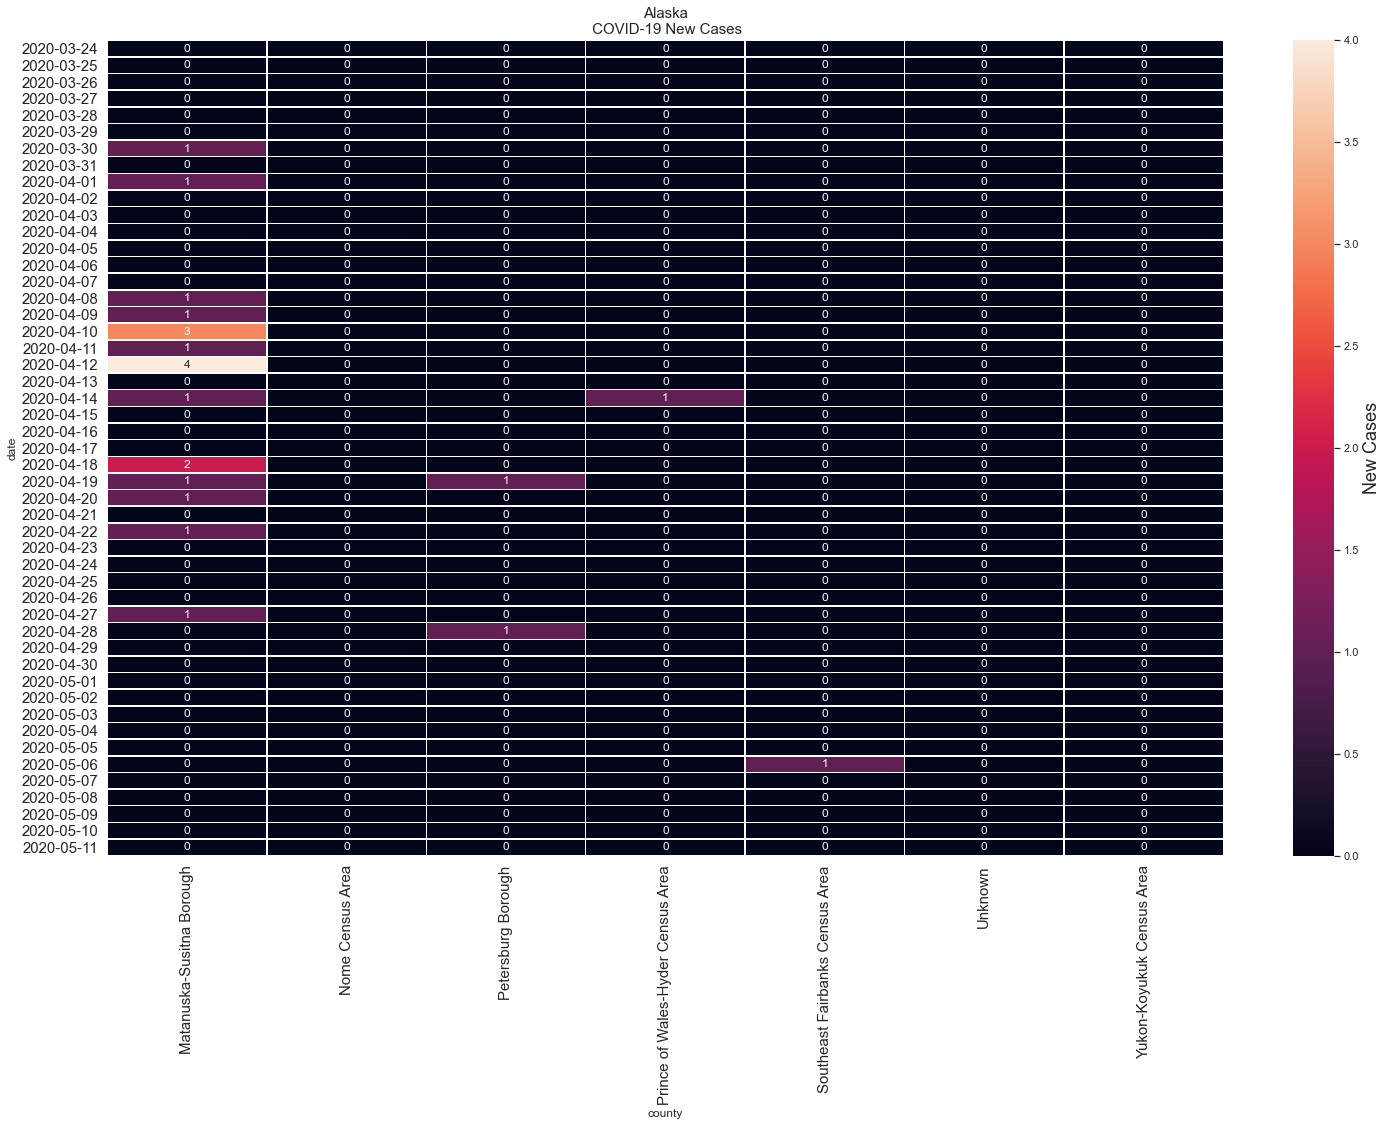 Alaska
COVID-19 New Cases
2020-03-24 0 0 0 0 0 0 0
2020-03-25 0 0 0 0 0 0 0
2020-03-26 0 0 0 0 0 0 0
2020-03-27 0 0 0 0 0 0 0
2020-03-28 0 0 0 0 0 0 0
2020-03-29 0 0 0 0 0 0 0
2020-03-30 1 0 0 0 0 0 0
2020-03-31 0 0 0 0 0 0 0
2020-04-01 1 0 0 0 0 0 0
2020-04-02 0 0 0 0 0 0 0
2020-04-03 0 0 0 0 0 0 0
2020-04-04 0 0 0 0 0 0 0
2020-04-05 0 0 0 0 0 0 0
2020-04-06 0 0 0 0 0 0 0
2020-04-07 0 0 0 0 0 0 0
2020-04-08 1 0 0 0 0 0 0
2020-04-09 1 0 0 0 0 0 0
2020-04-10 3 0 0 0 0 0 0
2020-04-11 1 0 0 0 0 0 0
2020-04-12 4 0 0 0 0 0 0
2020-04-13 0 0 0 0 0 0 0
2020-04-14 1 0 0 1 0 0 0
2020-04-15 0 0 0 0 0 0 0
2020-04-16 0 0 0 0 0 0 0
2020-04-17 0 0 0 0 0 0 0
2020-04-18 2 0 0 0 0 0 0
2020-04-19 1 0 1 0 0 0 0
2020-04-20 1 0 0 0 0 0 0
2020-04-21 0 0 0 0 0 0 0
2020-04-22 1 0 0 0 0 0 0
2020-04-23 0 0 0 0 0 0 0
2020-04-24 0 0 0 0 0 0 0
2020-04-25 0 0 0 0 0 0 0
2020-04-26 0 0 0 0 0 0 0
2020-04-27 1 0 0 0 0 0 0
2020-04-28 0 0 1 0 0 0 0
2020-04-29 0 0 0 0 0 0 0
2020-04-30 0 0 0 0 0 0 0
2020-05-01 0 0 0 0 0 0 0
2020-05-02 0 0 0 0 0 0 0
2020-05-03 0 0 0 0 0 0 0
2020-05-04 0 0 0 0 0 0 0
2020-05-05 0 0 0 0 0 0 0
2020-05-06 0 0 0 0 1 0 0
2020-05-07 0 0 0 0 0 0 0
2020-05-08 0 0 0 0 0 0 0
2020-05-09 0 0 0 0 0 0 0
2020-05-10 0 0 0 0 0 0 0
2020-05-11 0 0 0 0 0 0 0
date
Matanuska-Susitna Borough
Nome Census Area
Petersburg Borough
Prince of Wales-Hyder Census Area
Southeast Fairbanks Census Area
Unknown
Yukon-Koyukuk Census Area
county
4.0
3.5
3.0
2.5
2.0
1.5
1.0
0.5
0.0
New Cases